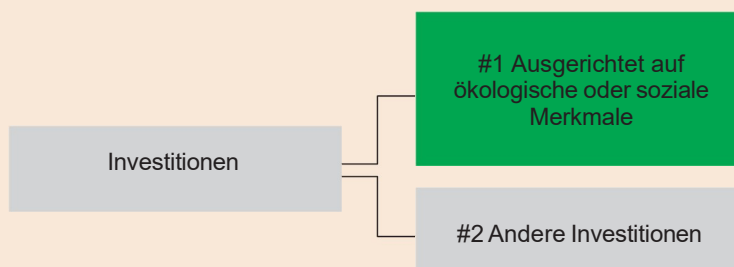 #1 Ausgerichtet auf
ökologische oder soziale
Merkmale
Investitionen
#2 Andere Investitionen